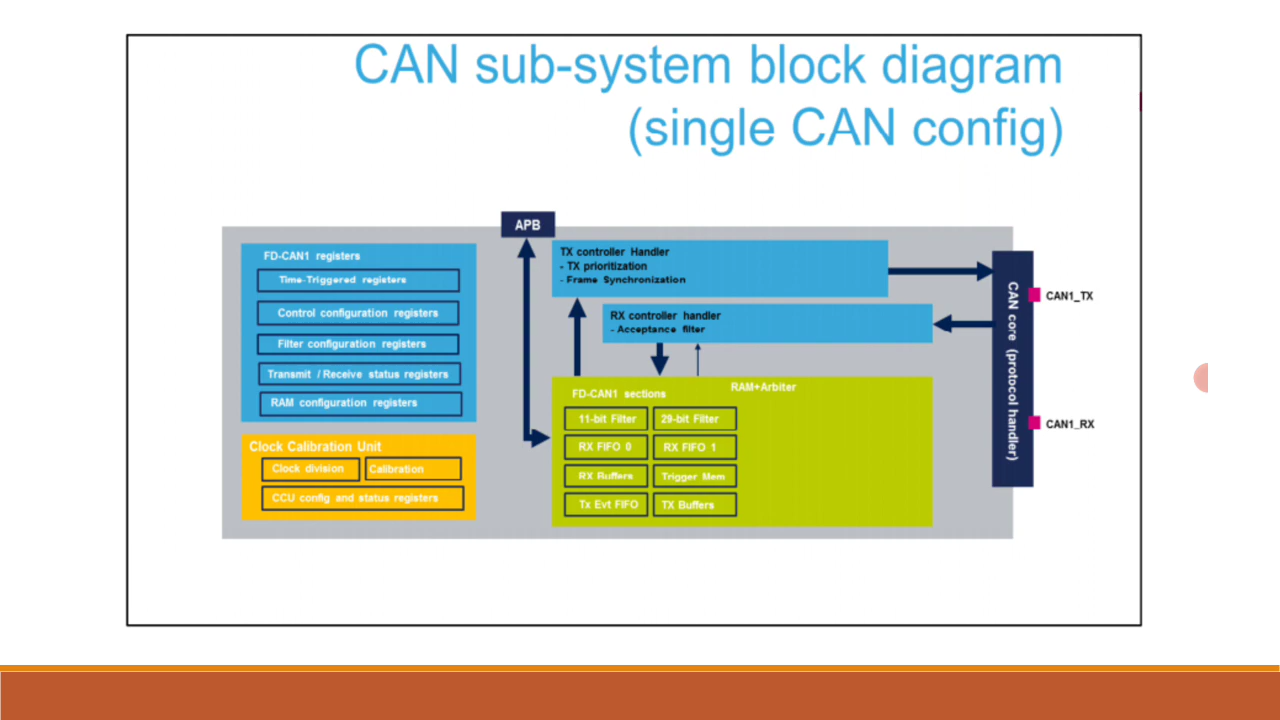 CAN sub-system block diagram
(single CAN config)
APB
FD-CAN1 registers
Time-Triggered registers
Control configuration registers
Filter configuration registers
Transmit / Receive status registers
RAM configuration registers
Clock Calibration Unit
Clock division
Calibration
CCU config and status registers
TX controller Handler
- TX prioritization
- Frame Synchronization
RX controller handler
- Acceptance filter
FD-CAN1 sections
RAM+Arbiter
11-bit Filter
29-bit Filter
RX FIFO 0
RX FIFO 1
RX Buffers
Trigger Mem
Tx Evt FIFO
TX Buffers
CAN core (protocol handler)
CAN1_TX
CAN1_RX